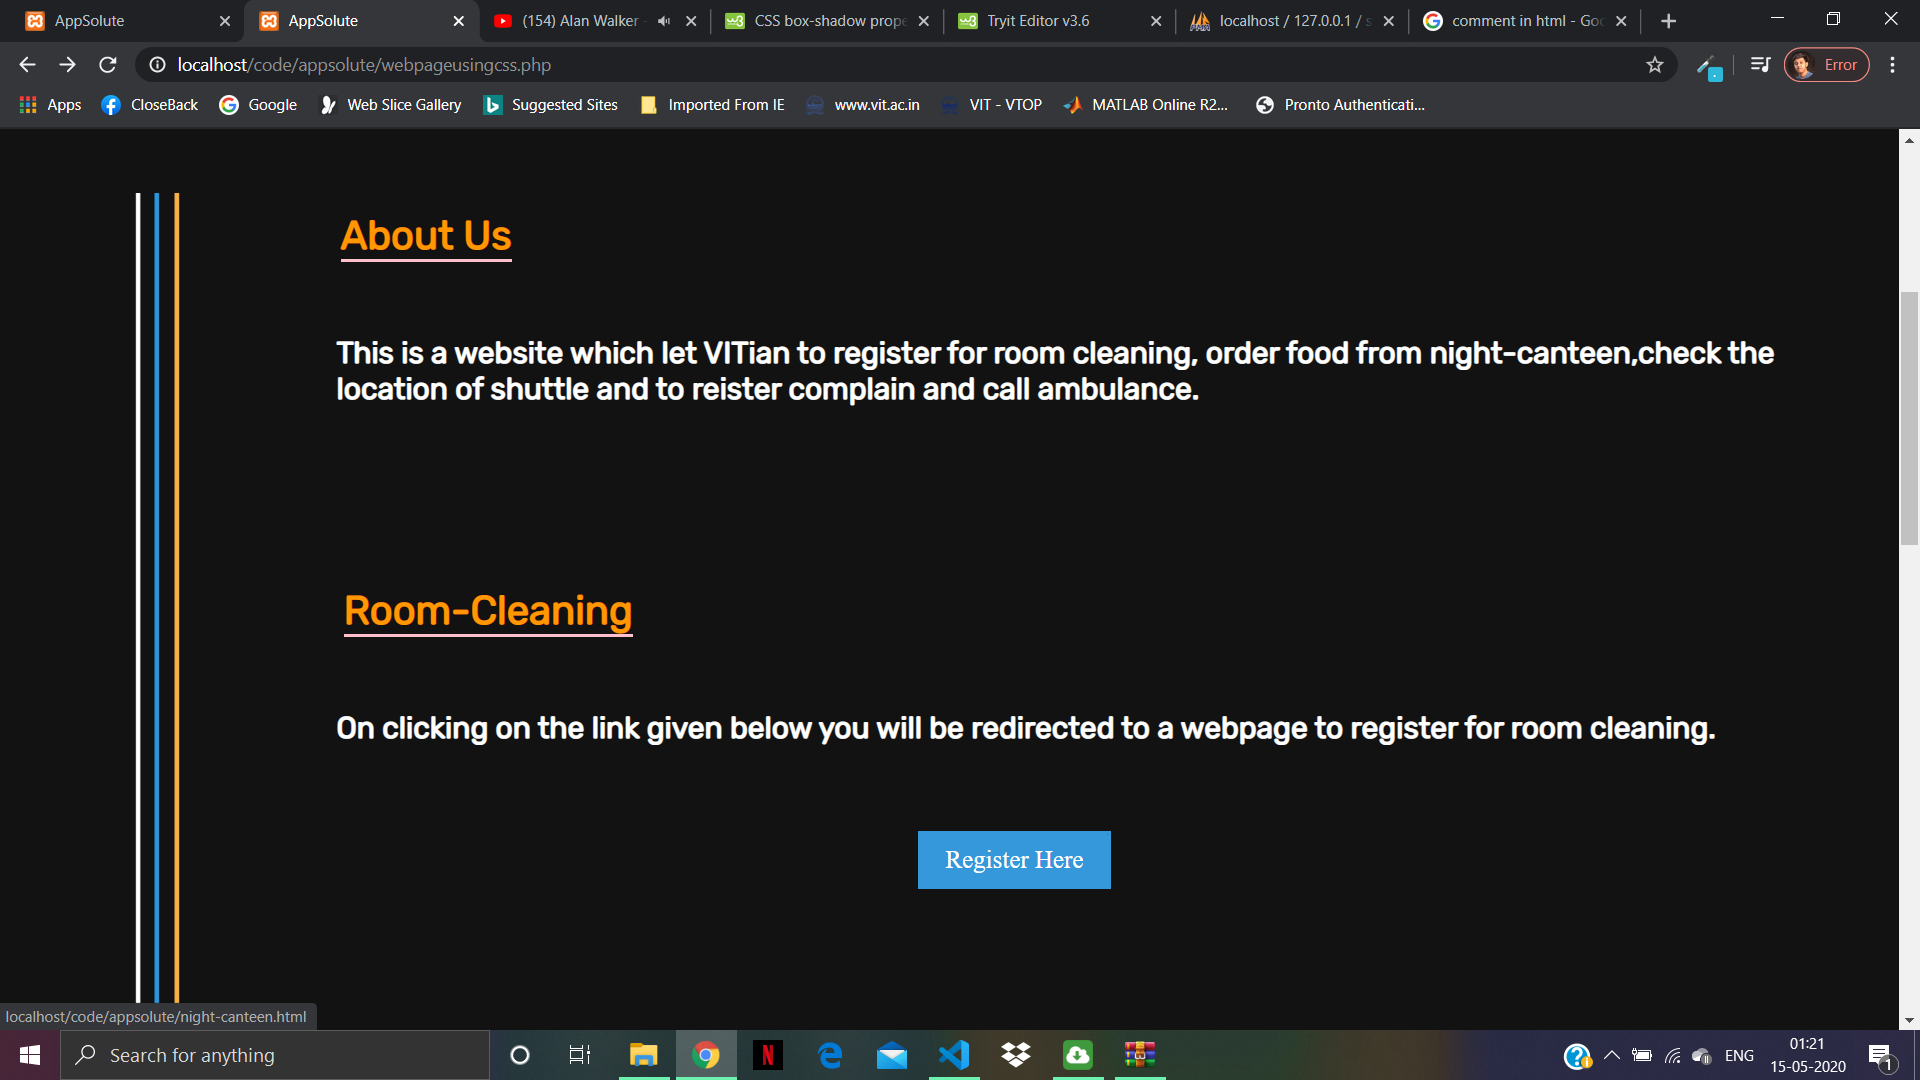 AppSolute
AppSolute
(154) Alan Walker -
CSS box-shadow prope
Tryit Editor v3.6
localhost / 127.0.0.1 / s
comment in html - Goo
localhost/code/appsolute/webpageusingcss.php
Error
Apps
CloseBack
Google
Web Slice Gallery
Suggested Sites
Imported From IE
www.vit.ac.in
VIT - VTOP
MATLAB Online R2...
Pronto Authenticati...
About Us
This is a website which let VITian to register for room cleaning, order food from night-canteen,check the
location of shuttle and to reister complain and call ambulance.
Room-Cleaning
On clicking on the link given below you will be redirected to a webpage to register for room cleaning.
Register Here
localhost/code/appsolute/night-canteen.html
Search for anything
ENG
01:21
15-05-2020
1